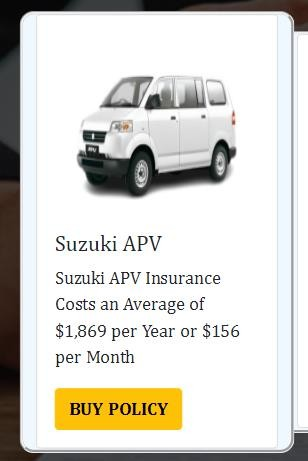 Suzuki APV
Suzuki APV Insurance
Costs an Average of
$1,869 per Year or $156
per Month
BUY POLICY